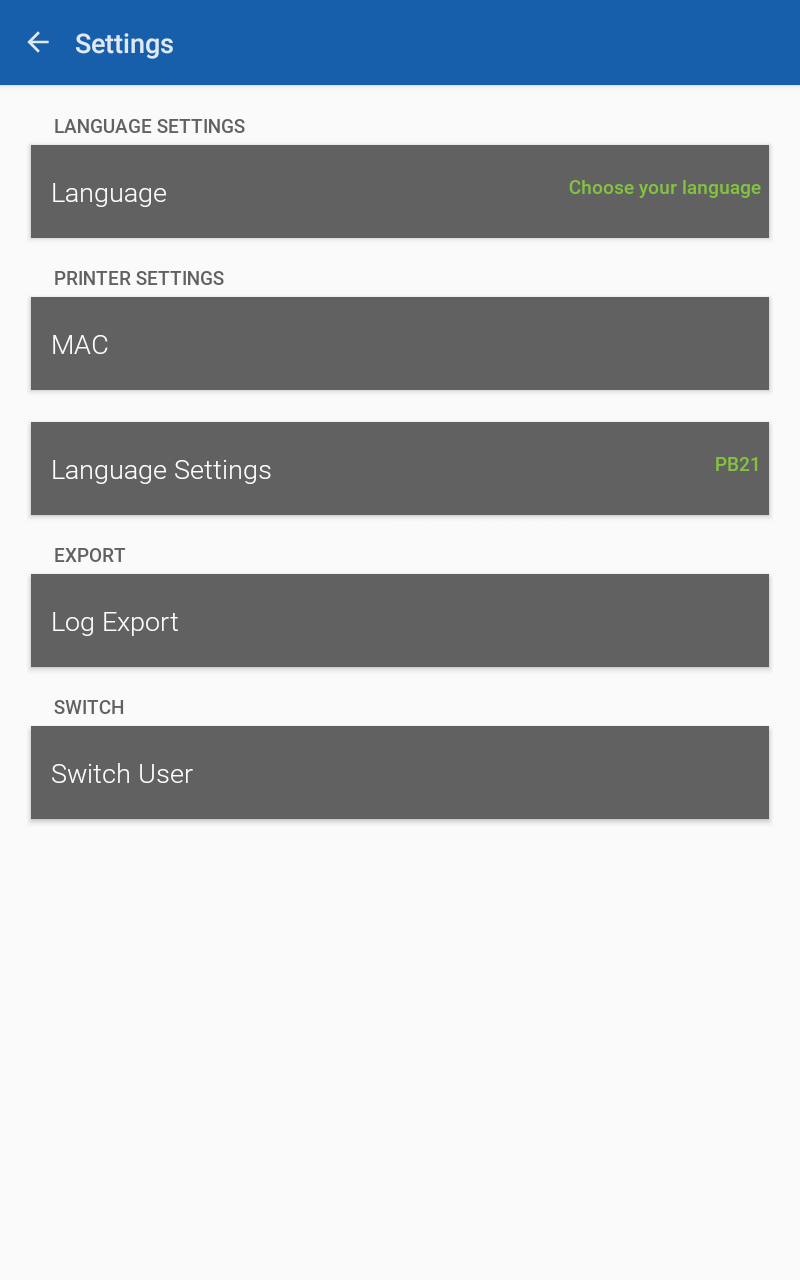 Settings
LANGUAGE SETTINGS
Language
Choose your language
PRINTER SETTINGS
MAC
Language Settings
PB21
EXPORT
Log Export
SWITCH
Switch User